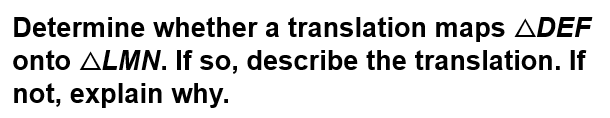 Determine whether a translation maps △DEF
onto △LMN. If so, describe the translation. If
not, explain why.